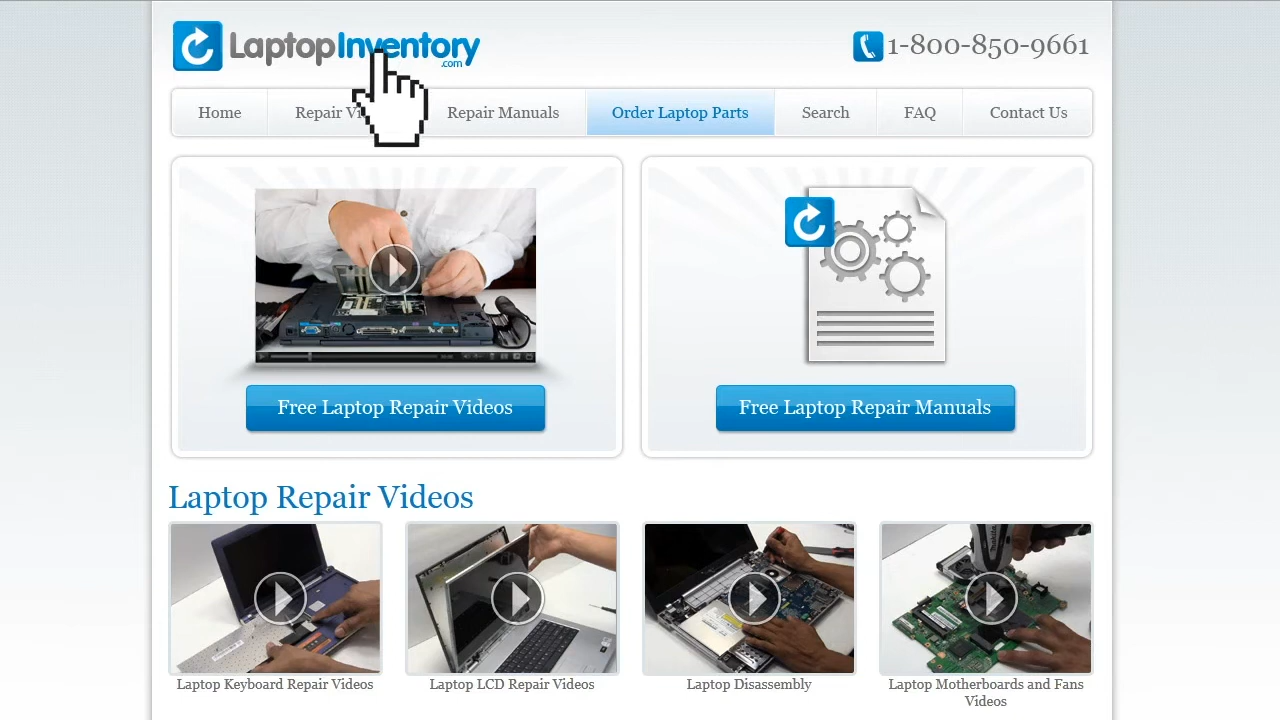 LaptopInventory
.com
1-800-850-9661
Home
Repair Vi
Repair Manuals
Order Laptop Parts
Search
FAQ
Contact Us
Free Laptop Repair Videos
Free Laptop Repair Manuals
Laptop Repair Videos
Laptop Keyboard Repair Videos
Laptop LCD Repair Videos
Laptop Disassembly
Laptop Motherboards and Fans
Videos